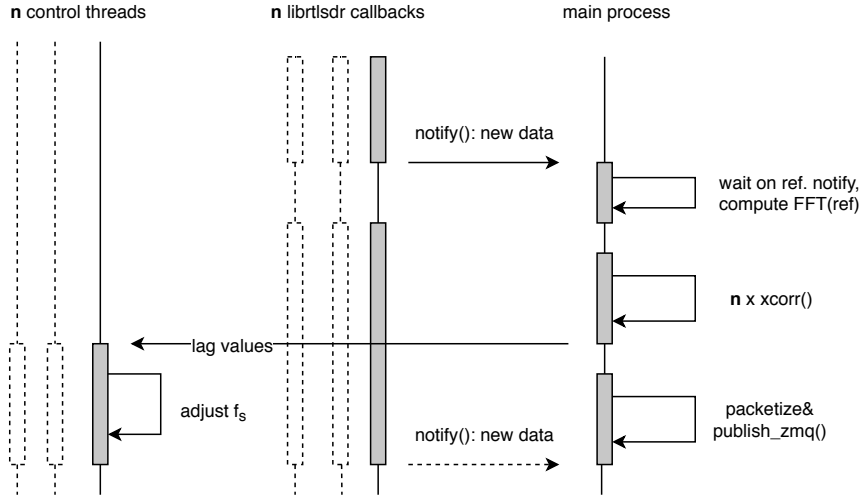 n control threads
n librtlsdr callbacks
main process
notify(): new data
wait on ref. notify,
compute FFT(ref)
n x xcorr()
lag values
adjust fs
packetize&
publish_zmq()
notify(): new data